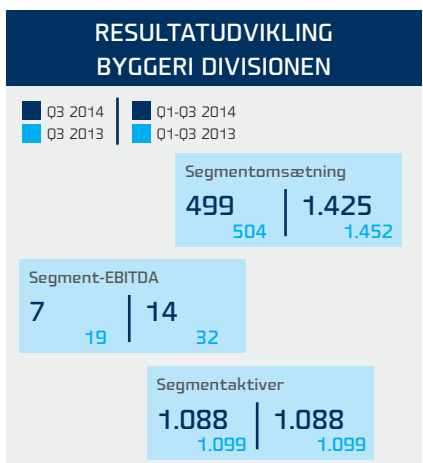 RESULTATUDVIKLING
BYGGERI DIVISIONEN
Q3 2014 Q1-Q3 2014
Q3 2013 Q1-Q3 2013
Segmentomsætning
499 1.425
504 1.452
Segment-EBITDA
7 14
19 32
Segmentaktiver
1.088 1.088
1.099 1.099